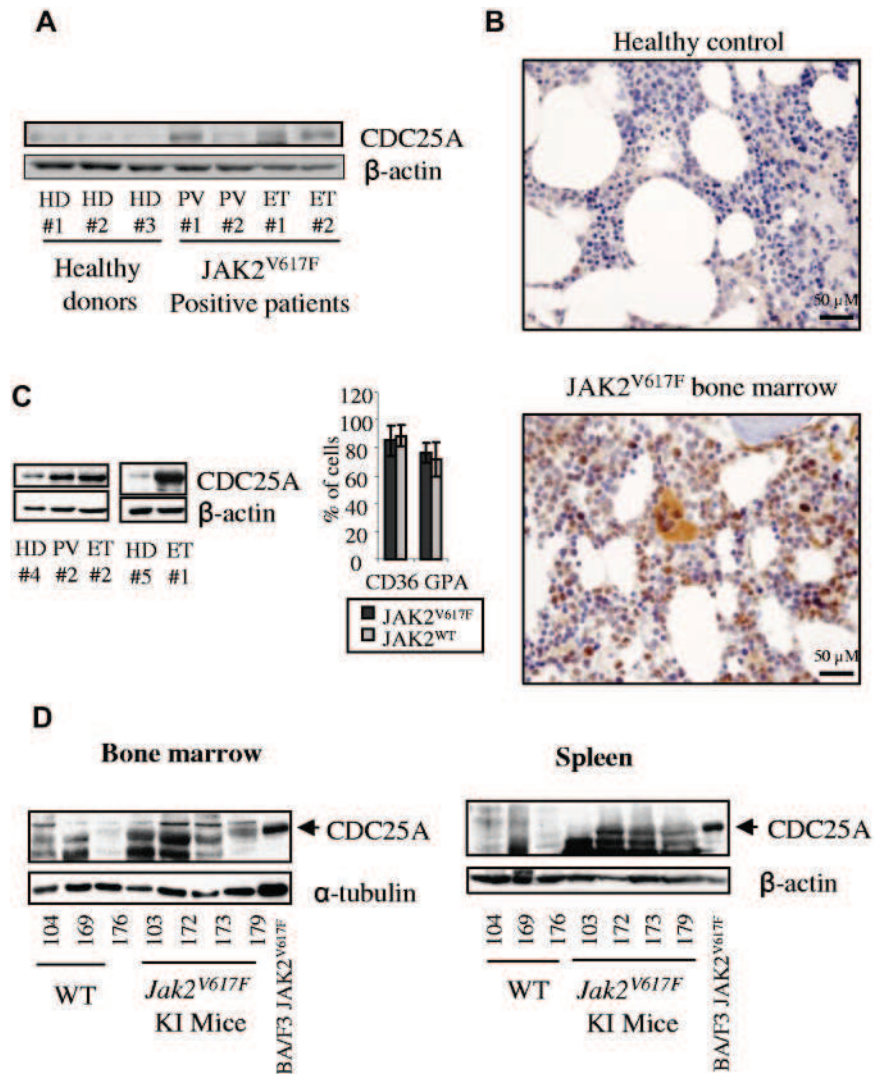 A
CDC25A
β-actin
HD HD HD PV PV ET ET
#1 #2 #3 #1 #2 #1 #2
Healthy donors
JAK2V617F Positive patients
B
Healthy control
50 µM
JAK2V617F bone marrow
50 µM
C
CDC25A
β-actin
HD PV ET HD ET
#4 #2 #2 #5 #1
% of cells
120
100
80
60
40
20
0
CD36 GPA
JAK2V617F
JAK2WT
D
Bone marrow
CDC25A
α-tubulin
104 169 176 103 172 173 179 BA/F3 JAK2V617F
WT
Jak2V617F
KI Mice
Spleen
CDC25A
β-actin
104 169 176 103 172 173 179 BA/F3 JAK2V617F
WT
Jak2V617F
KI Mice